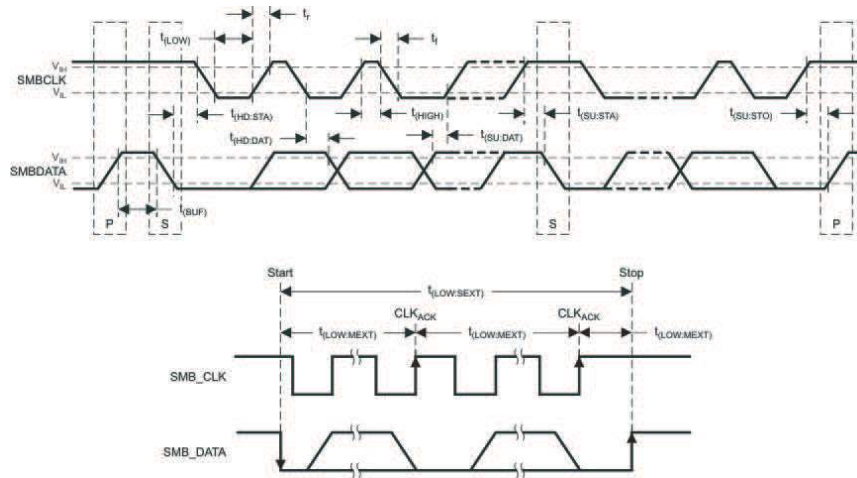 t(LOW) tr tf
VIH
SMBCLK
VIL
t(HD:STA) t(HIGH) t(SU:STA) t(SU:STO)
t(HD:DAT) t(SU:DAT)
VIH
SMBDATA
VIL
t(BUF)
P S S P
Start Stop
t(LOW:SEXT)
CLKACK CLKACK
t(LOW:MEXT) t(LOW:MEXT) t(LOW:MEXT)
SMB_CLK
SMB_DATA